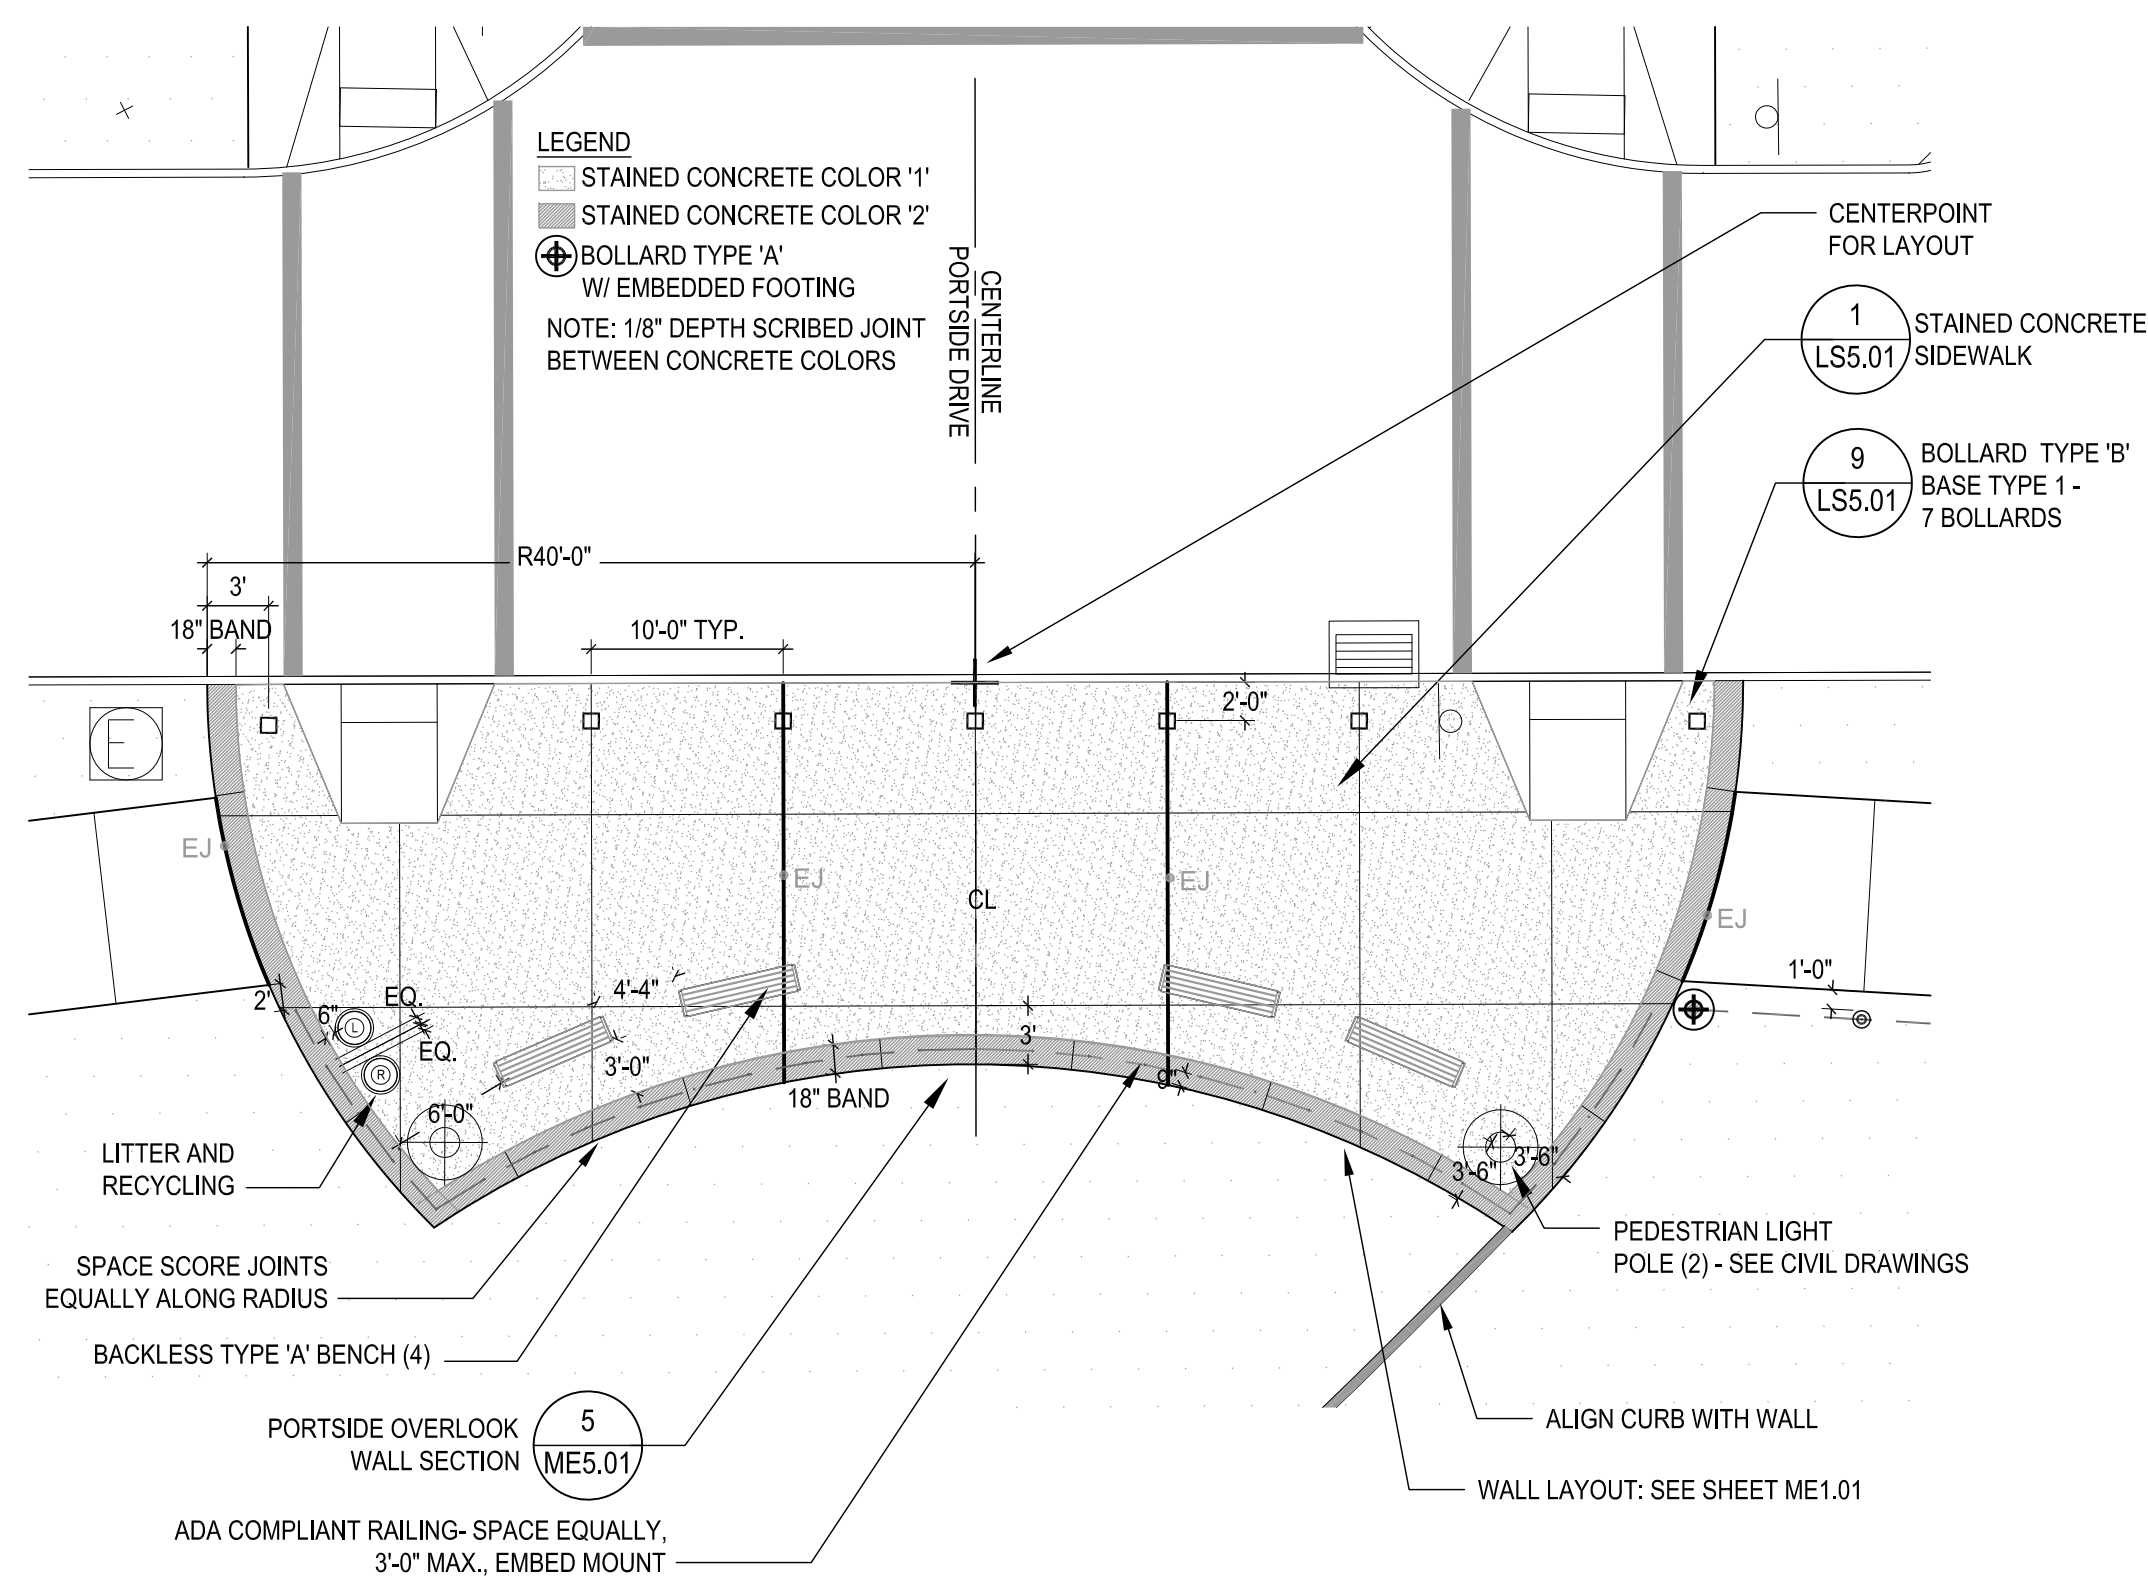 LEGEND
STAINED CONCRETE COLOR '1'
STAINED CONCRETE COLOR '2'
BOLLARD TYPE 'A'
W/ EMBEDDED FOOTING
NOTE: 1/8" DEPTH SCRIBED JOINT
BETWEEN CONCRETE COLORS
CENTERLINE
PORTSIDE DRIVE
CENTERPOINT
FOR LAYOUT
1
LS5.01
STAINED CONCRETE
SIDEWALK
9
LS5.01
BOLLARD TYPE 'B'
BASE TYPE 1 -
7 BOLLARDS
R40'-0"
3'
18" BAND
10'-0" TYP.
2'-0"
E
EJ
EJ
EJ
EJ
CL
1'-0"
2'
6"
EQ.
L
EQ.
R
4'-4"
3'-0"
6'-0"
3'
18" BAND
9"
3'-6"
3'-6"
LITTER AND
RECYCLING
SPACE SCORE JOINTS
EQUALLY ALONG RADIUS
BACKLESS TYPE 'A' BENCH (4)
PORTSIDE OVERLOOK
WALL SECTION
5
ME5.01
ADA COMPLIANT RAILING- SPACE EQUALLY,
3'-0" MAX., EMBED MOUNT
PEDESTRIAN LIGHT
POLE (2) - SEE CIVIL DRAWINGS
ALIGN CURB WITH WALL
WALL LAYOUT: SEE SHEET ME1.01